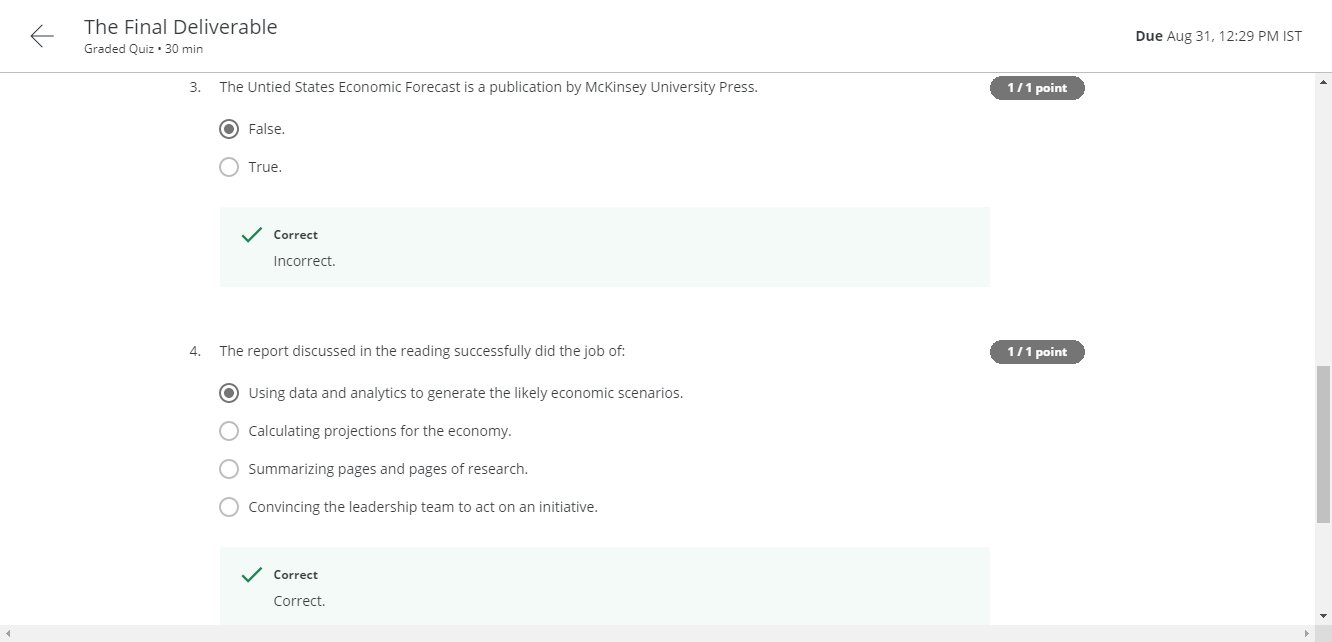 The Final Deliverable
Graded Quiz • 30 min
Due Aug 31, 12:29 PM IST
3. The Untied States Economic Forecast is a publication by McKinsey University Press.
1 / 1 point
False.
True.
Correct
Incorrect.
4. The report discussed in the reading successfully did the job of:
1 / 1 point
Using data and analytics to generate the likely economic scenarios.
Calculating projections for the economy.
Summarizing pages and pages of research.
Convincing the leadership team to act on an initiative.
Correct
Correct.